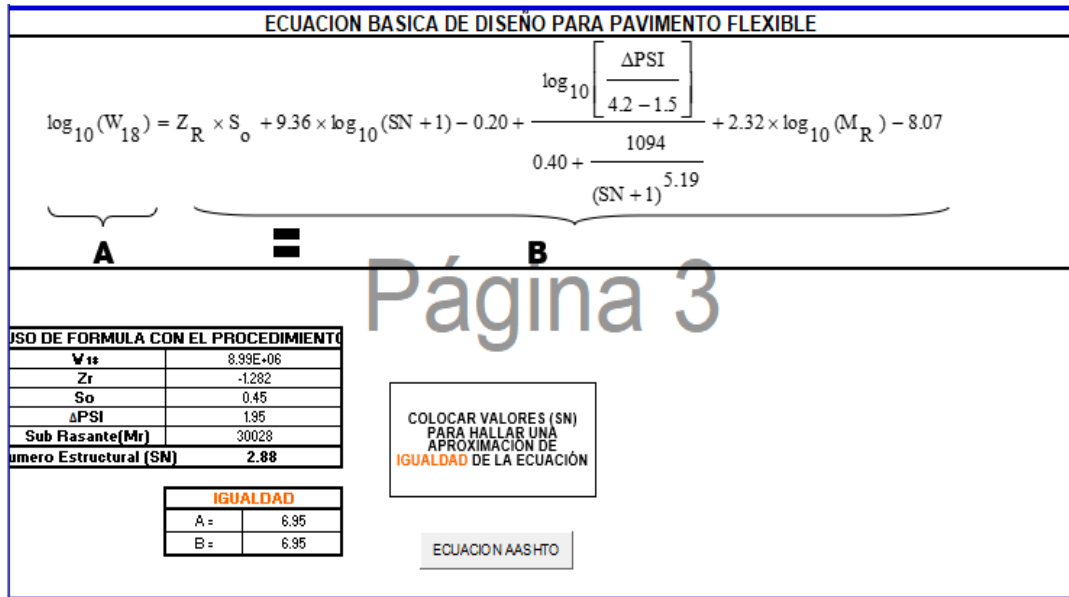 ECUACION BASICA DE DISEÑO PARA PAVIMENTO FLEXIBLE
log₁₀(W₁₈) = Z_R × S_o + 9.36 × log₁₀(SN + 1) − 0.20 + log₁₀[ΔPSI / (4.2 − 1.5)] / (0.40 + 1094 / (SN + 1)^5.19) + 2.32 × log₁₀(M_R) − 8.07
A = B
Página 3
USO DE FORMULA CON EL PROCEDIMIENTO
W₁₈ 8.99E+06
Zr -1.282
So 0.45
ΔPSI 1.95
Sub Rasante(Mr) 30028
umero Estructural (SN) 2.88
COLOCAR VALORES (SN)
PARA HALLAR UNA
APROXIMACIÓN DE
IGUALDAD DE LA ECUACIÓN
IGUALDAD
A = 6.95
B = 6.95
ECUACION AASHTO